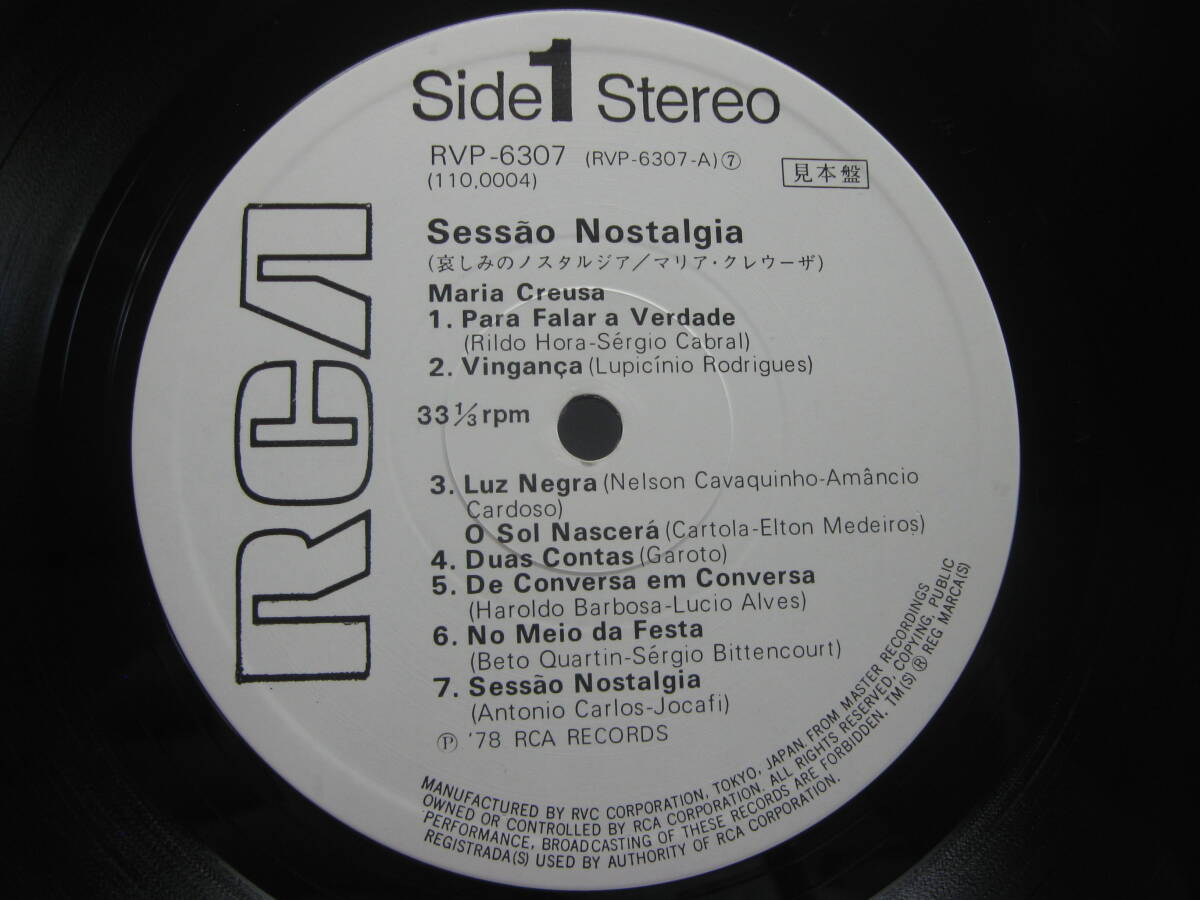 Side 1 Stereo
RVP-6307 (RVP-6307-A)⑦
(110,0004)
見本盤
Sessão Nostalgia
(哀しみのノスタルジア/マリア・クレウーザ)
Maria Creusa
1. Para Falar a Verdade
(Rildo Hora-Sérgio Cabral)
2. Vingança (Lupicínio Rodrigues)
33 1/3 rpm
3. Luz Negra (Nelson Cavaquinho-Amâncio
Cardoso)
O Sol Nascerá (Cartola-Elton Medeiros)
4. Duas Contas (Garoto)
5. De Conversa em Conversa
(Haroldo Barbosa-Lucio Alves)
6. No Meio da Festa
(Beto Quartin-Sérgio Bittencourt)
7. Sessão Nostalgia
(Antonio Carlos-Jocafi)
Ⓟ '78 RCA RECORDS
RCA
MANUFACTURED BY RVC CORPORATION, TOKYO, JAPAN. FROM MASTER RECORDINGS
OWNED OR CONTROLLED BY RCA CORPORATION. ALL RIGHTS RESERVED, COPYING, PUBLIC
PERFORMANCE, BROADCASTING OF THESE RECORDS ARE FORBIDDEN. TM(S) ® REG MARCA(S)
REGISTRADA(S) USED BY AUTHORITY OF RCA CORPORATION.